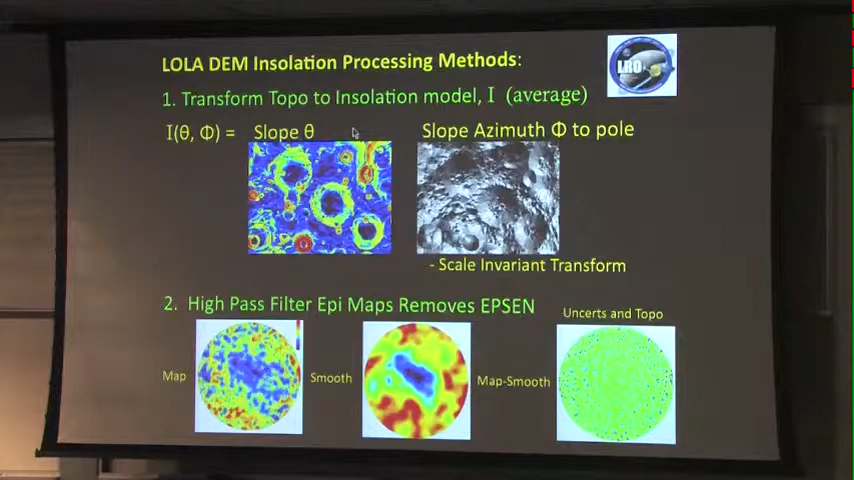 LOLA DEM Insolation Processing Methods:
LRO
1. Transform Topo to Insolation model, I (average)
I(θ, Φ) = Slope θ
Slope Azimuth Φ to pole
- Scale Invariant Transform
2. High Pass Filter Epi Maps Removes EPSEN
Uncerts and Topo
Map
Smooth
Map-Smooth